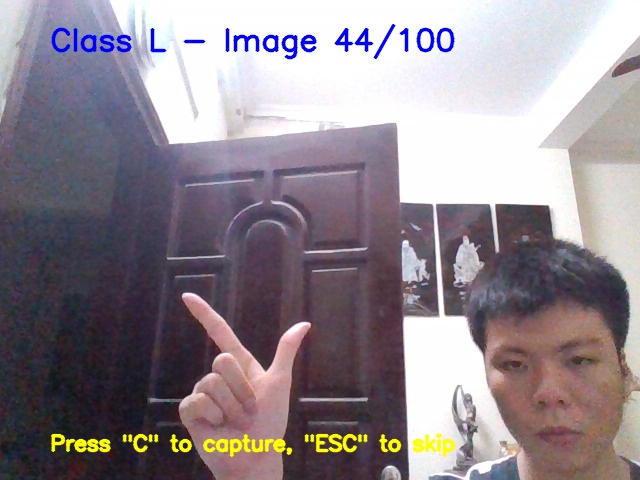 Class L - Image 44/100
Press "C" to capture, "ESC" to skip